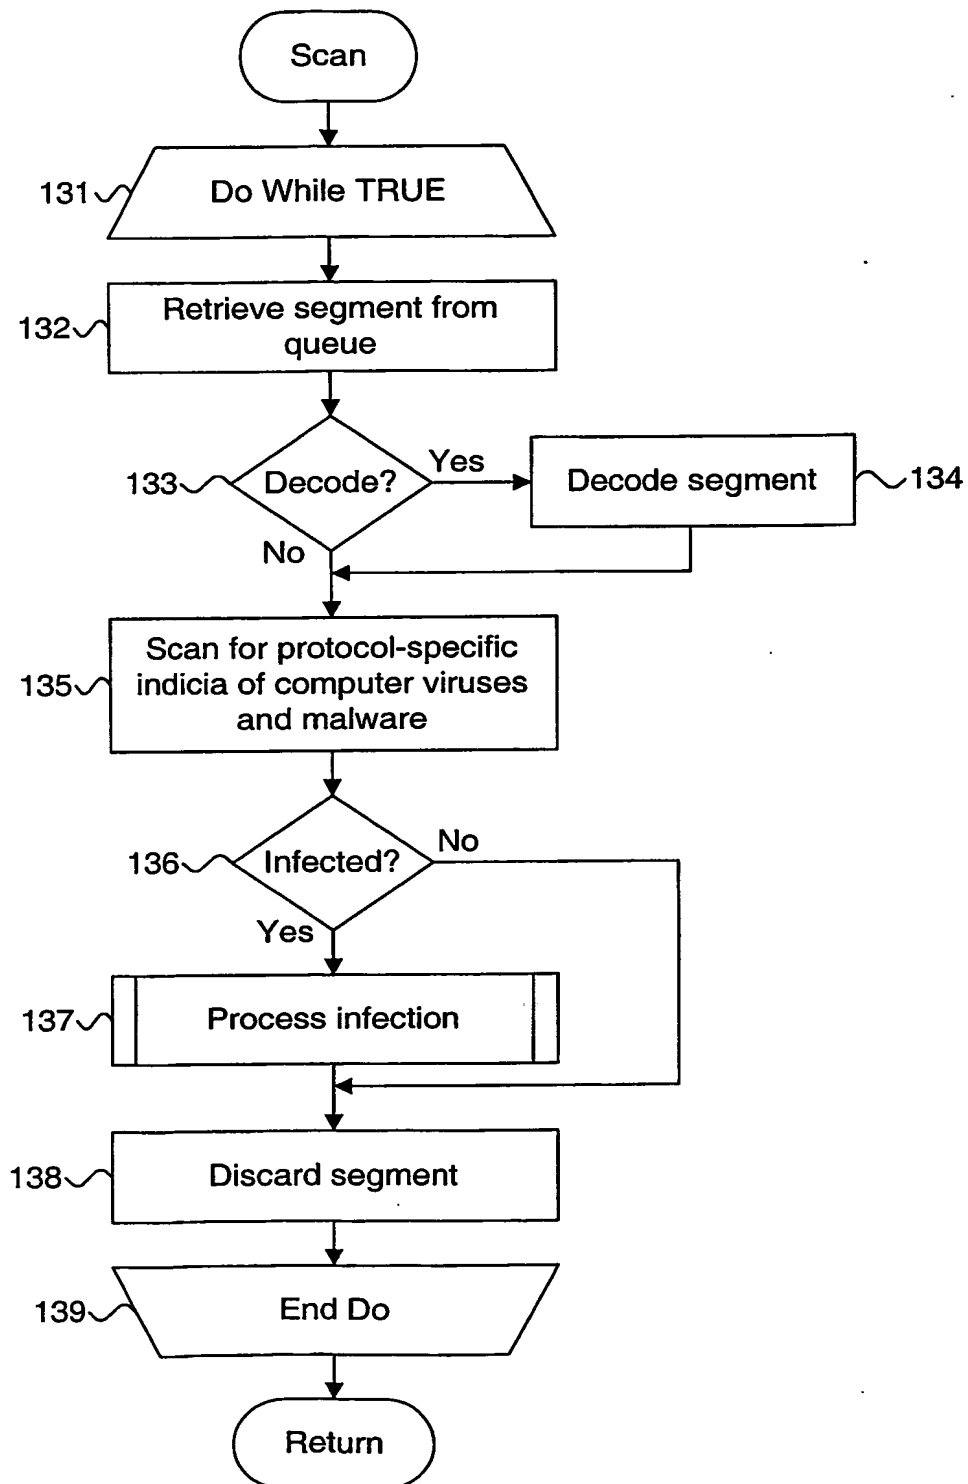 Scan
131
Do While TRUE
132
Retrieve segment from
queue
133
Decode?
Yes
Decode segment
134
No
135
Scan for protocol-specific
indicia of computer viruses
and malware
136
Infected?
No
Yes
137
Process infection
138
Discard segment
139
End Do
Return